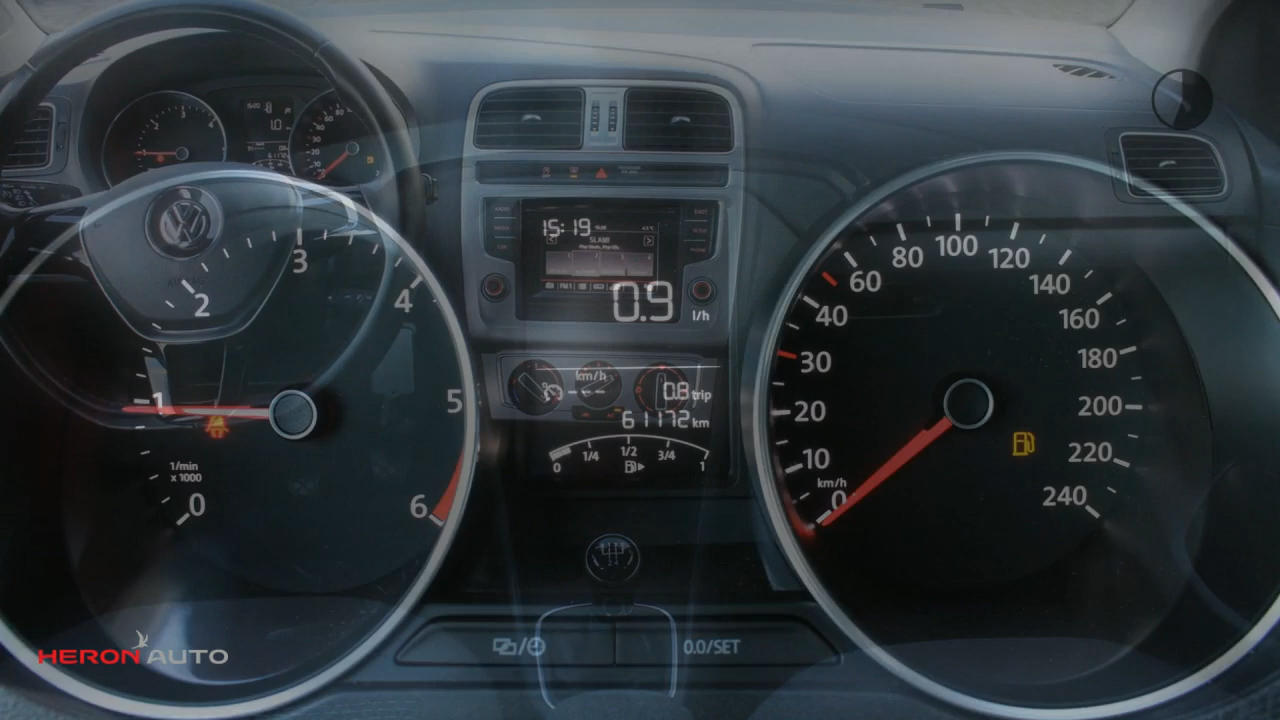 15:19
SLAM!
0.9
l/h
km/h
0.8 trip
61172 km
0 1/4 1/2 3/4 1
0 1 2 3 4 5 6
1/min
x 1000
0 10 20 30 40 60 80 100 120 140 160 180 200 220 240
km/h
0.0/SET
HERON AUTO